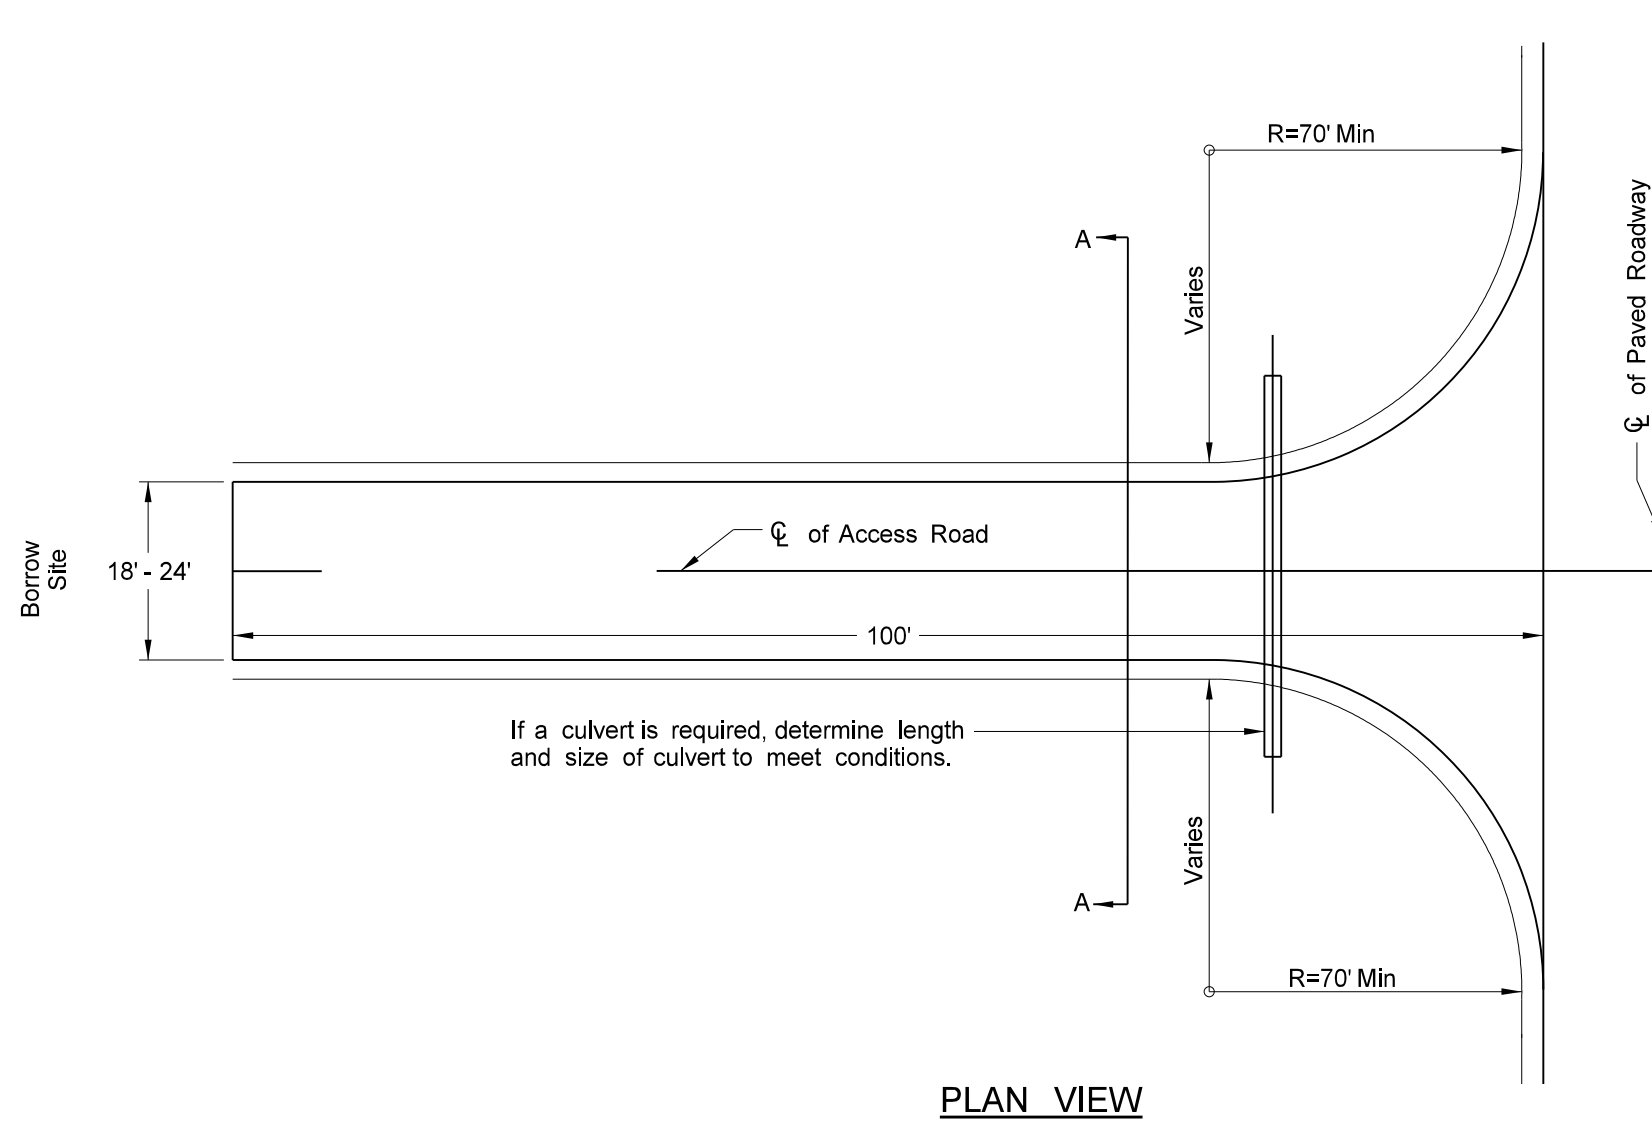 R=70' Min
A
Varies
℄ of Paved Roadway
℄ of Access Road
Borrow
Site
18' - 24'
100'
If a culvert is required, determine length
and size of culvert to meet conditions.
Varies
A
R=70' Min
PLAN VIEW